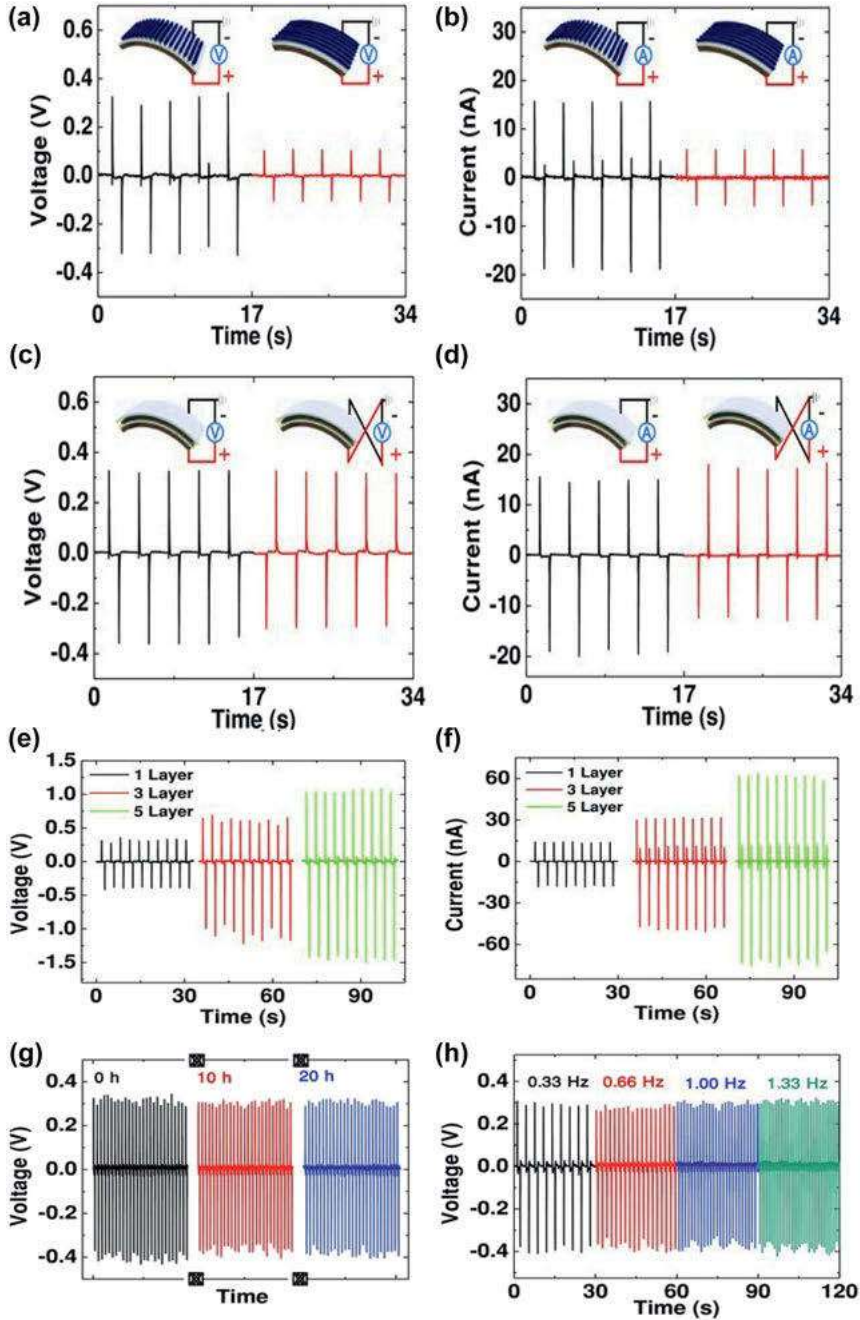 (a)
0.6
0.4
0.2
0.0
-0.2
-0.4
Voltage (V)
-
V
+
-
V
+
0 17 34
Time (s)
(b)
30
20
10
0
-10
-20
Current (nA)
-
A
+
-
A
+
0 17 34
Time (s)
(c)
0.6
0.4
0.2
0.0
-0.2
-0.4
Voltage (V)
-
V
+
-
V
+
0 17 34
Time (s)
(d)
30
20
10
0
-10
-20
Current (nA)
-
A
+
-
A
+
0 17 34
Time (s)
(e)
1.5
1.0
0.5
0.0
-0.5
-1.0
-1.5
Voltage (V)
1 Layer
3 Layer
5 Layer
0 30 60 90
Time (s)
(f)
60
30
0
-30
-60
Current (nA)
1 Layer
3 Layer
5 Layer
0 30 60 90
Time (s)
(g)
0.4
0.2
0.0
-0.2
-0.4
Voltage (V)
0 h 10 h 20 h
Time
(h)
0.4
0.2
0.0
-0.2
-0.4
Voltage (V)
0.33 Hz 0.66 Hz 1.00 Hz 1.33 Hz
0 30 60 90 120
Time (s)